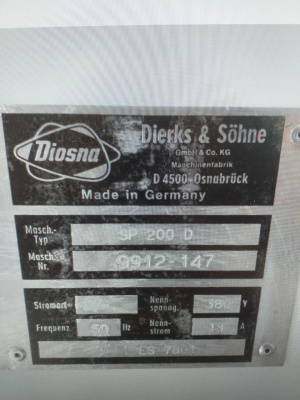 Diosna
Dierks & Söhne
GmbH & Co. KG
Maschinenfabrik
D 4500-Osnabrück
Made in Germany
Masch.-Typ SP 200 D
Masch. Nr. 9912-147
Stromart Nenn-spanng. 380 V
Frequenz 50 Hz Nenn-strom A